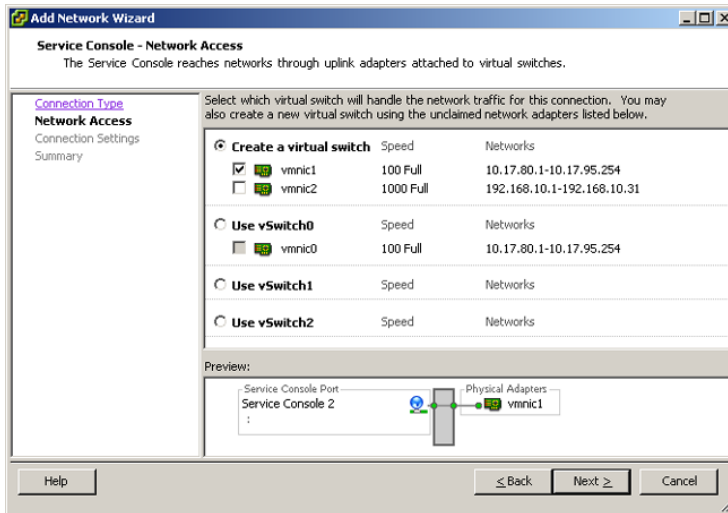 Add Network Wizard
Service Console - Network Access
The Service Console reaches networks through uplink adapters attached to virtual switches.
Connection Type
Network Access
Connection Settings
Summary
Select which virtual switch will handle the network traffic for this connection. You may
also create a new virtual switch using the unclaimed network adapters listed below.
Create a virtual switch Speed Networks
vmnic1 100 Full 10.17.80.1-10.17.95.254
vmnic2 1000 Full 192.168.10.1-192.168.10.31
Use vSwitch0 Speed Networks
vmnic0 100 Full 10.17.80.1-10.17.95.254
Use vSwitch1 Speed Networks
Use vSwitch2 Speed Networks
Preview:
Service Console Port Physical Adapters
Service Console 2 vmnic1
:
Help < Back Next > Cancel